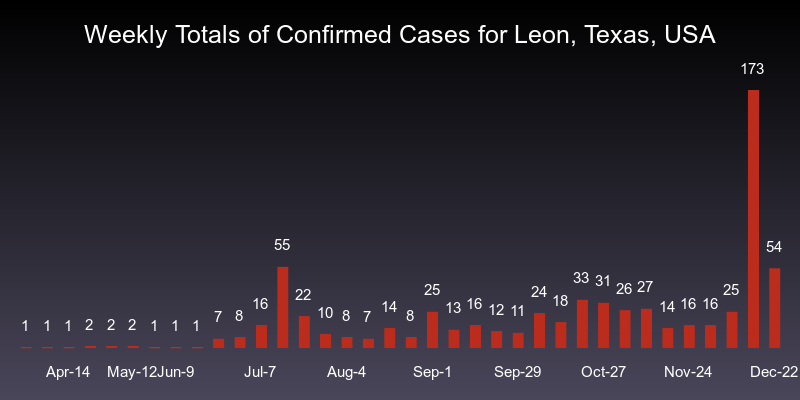 Weekly Totals of Confirmed Cases for Leon, Texas, USA
1 1 1 2 2 2 1 1 1 7 8 16 55 22 10 8 7 14 8 25 13 16 12 11 24 18 33 31 26 27 14 16 16 25 173 54
Apr-14 May-12 Jun-9 Jul-7 Aug-4 Sep-1 Sep-29 Oct-27 Nov-24 Dec-22